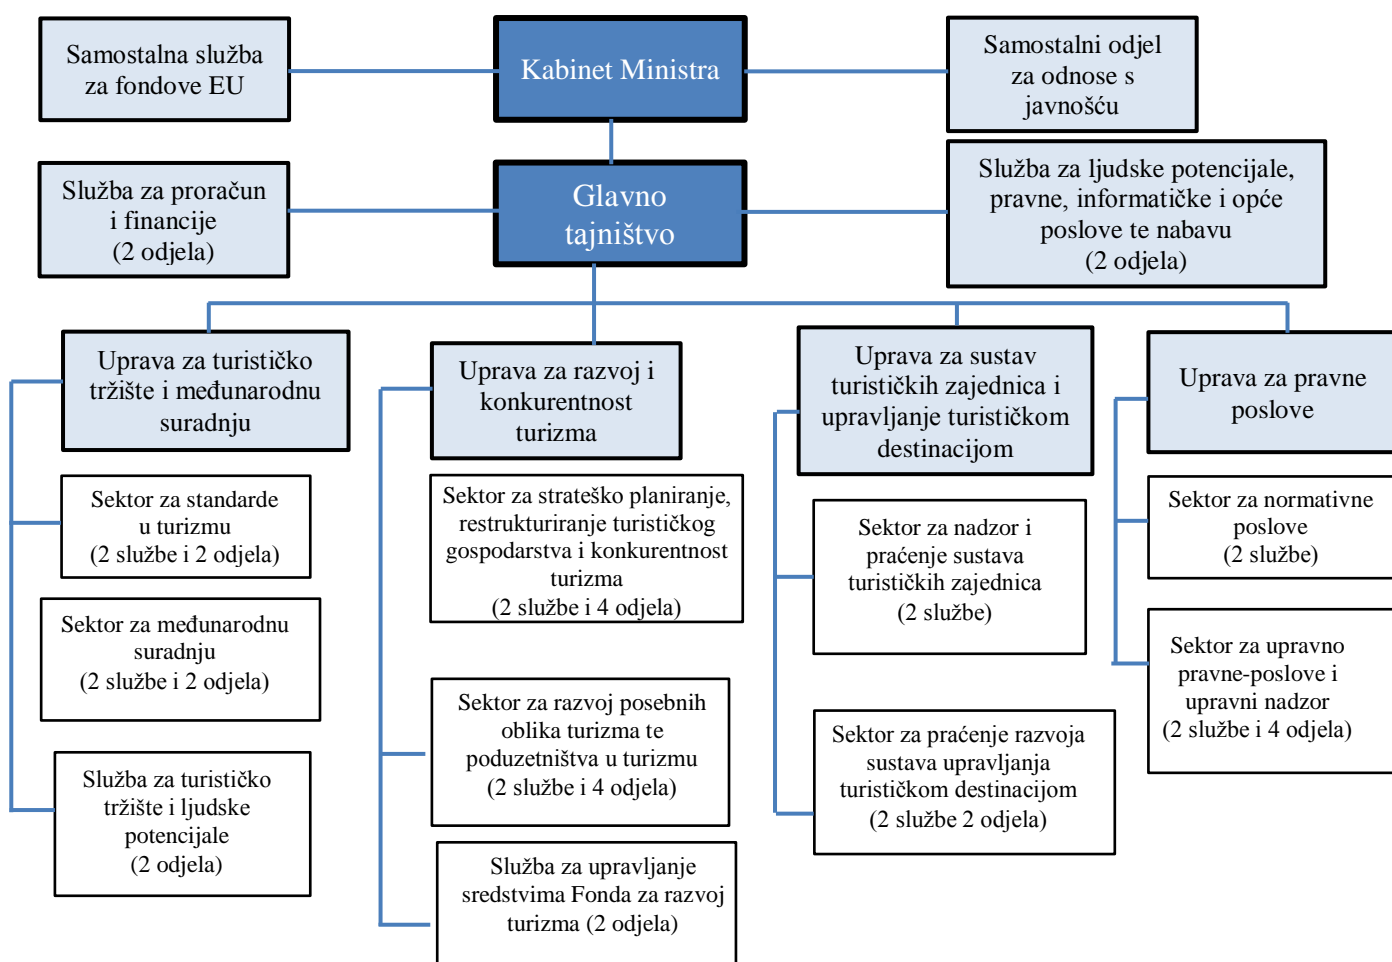 Samostalna služba
za fondove EU
Kabinet Ministra
Samostalni odjel
za odnose s
javnošću
Služba za proračun
i financije
(2 odjela)
Glavno
tajništvo
Služba za ljudske potencijale,
pravne, informatičke i opće
poslove te nabavu
(2 odjela)
Uprava za turističko
tržište i međunarodnu
suradnju
Uprava za razvoj i
konkurentnost
turizma
Uprava za sustav
turističkih zajednica i
upravljanje turističkom
destinacijom
Uprava za pravne
poslove
Sektor za standarde
u turizmu
(2 službe i 2 odjela)
Sektor za međunarodnu
suradnju
(2 službe i 2 odjela)
Služba za turističko
tržište i ljudske
potencijale
(2 odjela)
Sektor za strateško planiranje,
restrukturiranje turističkog
gospodarstva i konkurentnost
turizma
(2 službe i 4 odjela)
Sektor za razvoj posebnih
oblika turizma te
poduzetništva u turizmu
(2 službe i 4 odjela)
Služba za upravljanje
sredstvima Fonda za razvoj
turizma (2 odjela)
Sektor za nadzor i
praćenje sustava
turističkih zajednica
(2 službe)
Sektor za praćenje razvoja
sustava upravljanja
turističkom destinacijom
(2 službe 2 odjela)
Sektor za normativne
poslove
(2 službe)
Sektor za upravno
pravne-poslove i
upravni nadzor
(2 službe i 4 odjela)